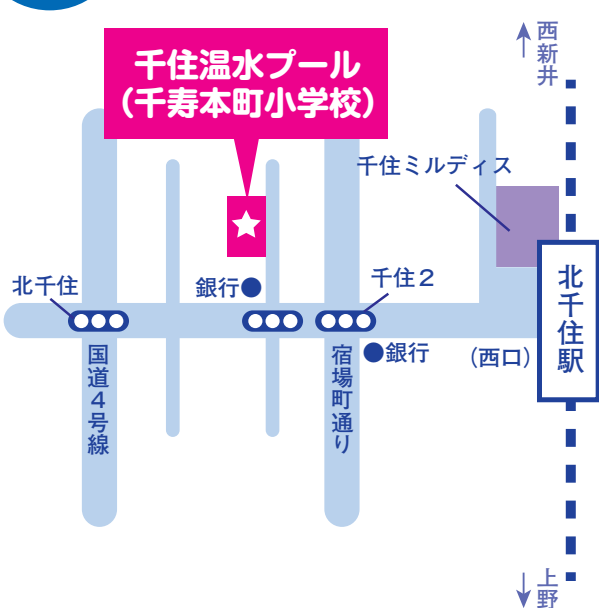 千住温水プール
（千寿本町小学校）
西新井
千住ミルディス
北千住
銀行
千住２
北千住駅
国道４号線
宿場町通り
銀行
（西口）
上野